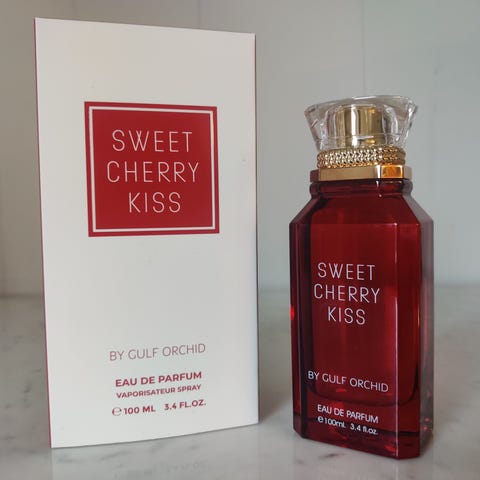 SWEET
CHERRY
KISS
BY GULF ORCHID
EAU DE PARFUM
VAPORISATEUR SPRAY
℮ 100 ML 3.4 FL.OZ.
SWEET
CHERRY
KISS
BY GULF ORCHID
EAU DE PARFUM
℮ 100mL 3.4 fl.oz.